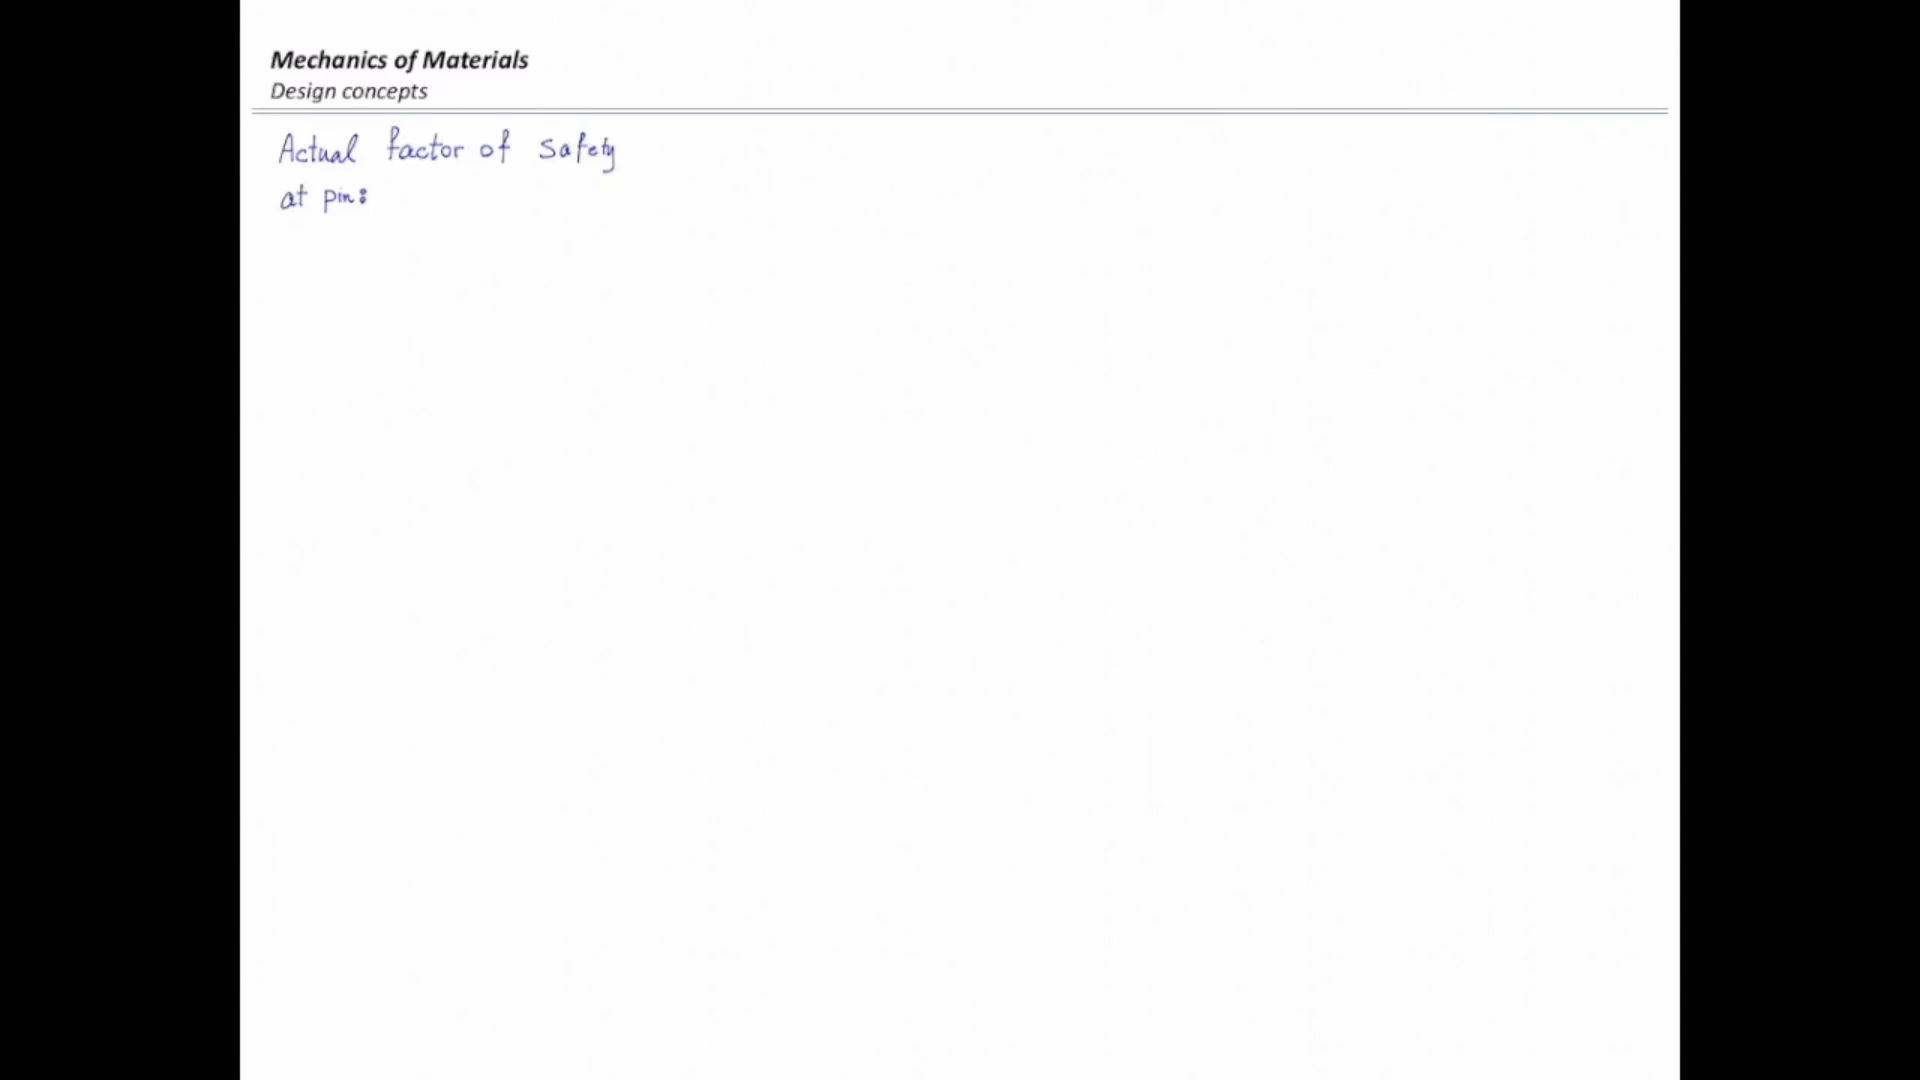 Mechanics of Materials
Design concepts
Actual factor of safety
at pin: